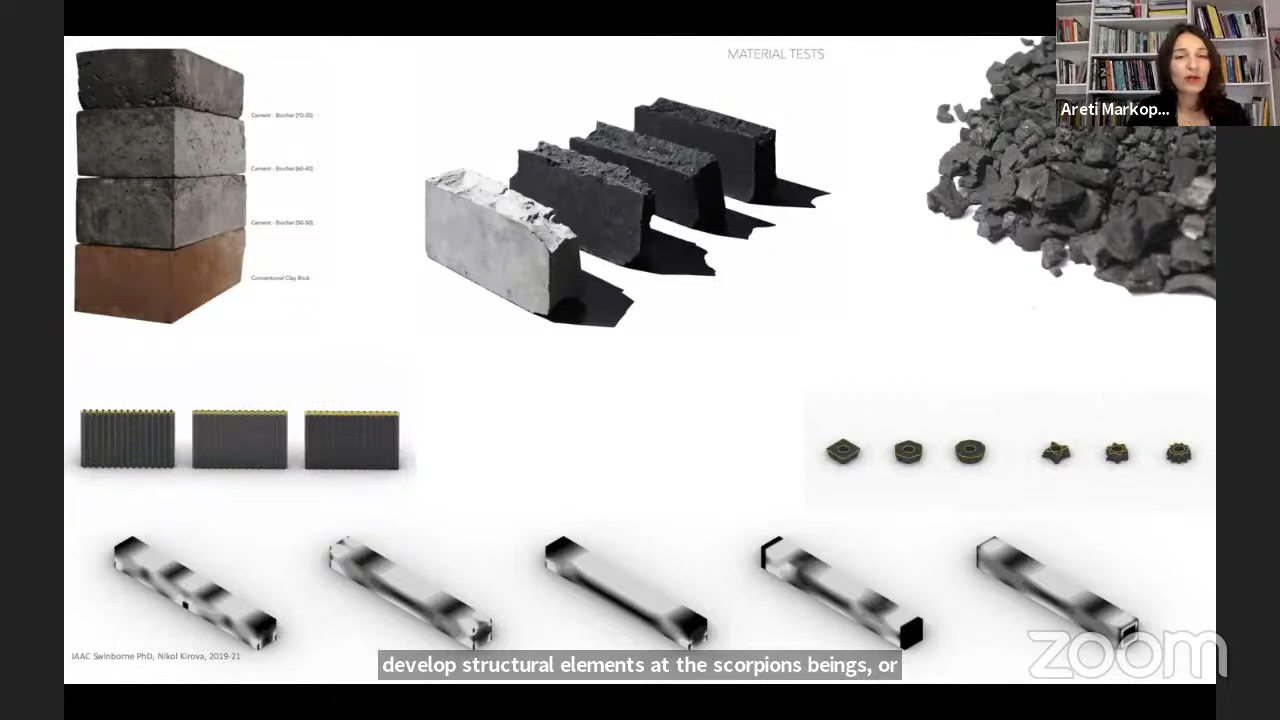 MATERIAL TESTS
Areti Markop...
Cement - Biochar (70-30)
Cement - Biochar (60-40)
Cement - Biochar (50-50)
Conventional Clay Brick
IAAC Swinborne PhD, Nikol Kirova, 2019-21
develop structural elements at the scorpions beings, or
zoom